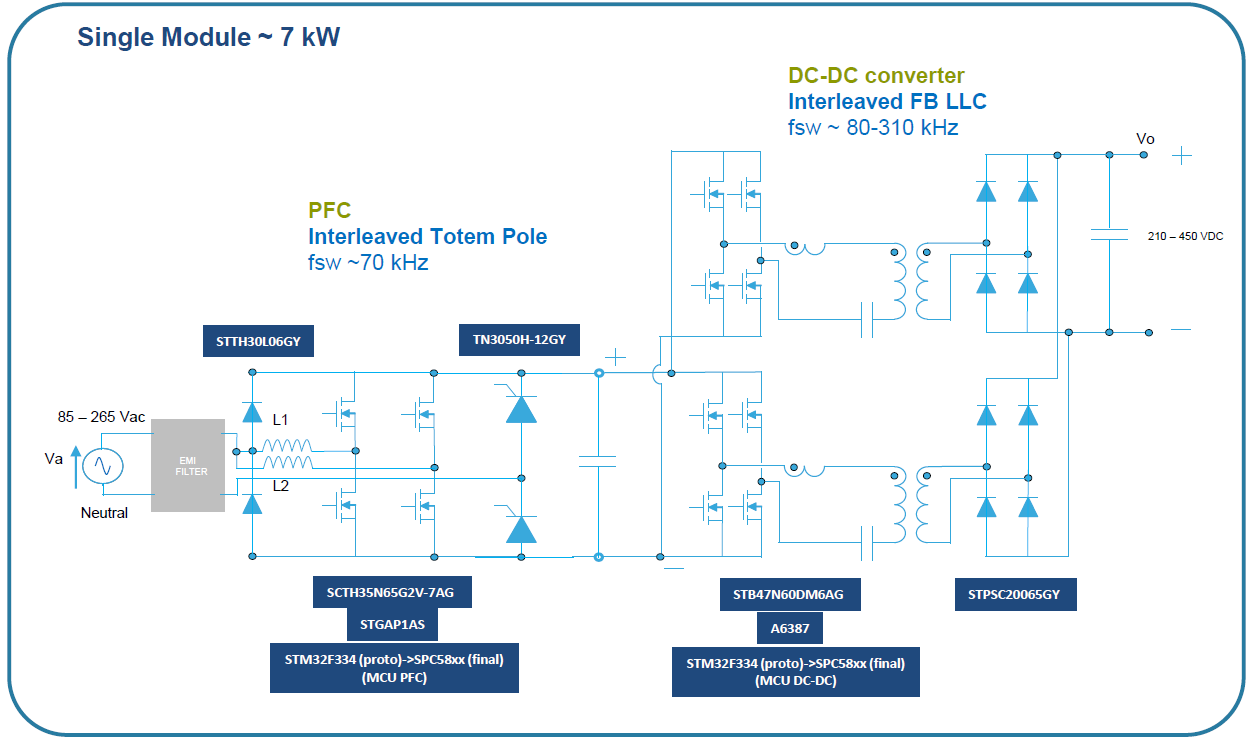 Single Module ~ 7 kW
DC-DC converter
Interleaved FB LLC
fsw ~ 80-310 kHz
Vo
+
210 – 450 VDC
—
PFC
Interleaved Totem Pole
fsw ~70 kHz
STTH30L06GY
TN3050H-12GY
+
85 – 265 Vac
L1
Va
EMI
FILTER
L2
Neutral
—
SCTH35N65G2V-7AG
STGAP1AS
STM32F334 (proto)->SPC58xx (final)
(MCU PFC)
STB47N60DM6AG
A6387
STM32F334 (proto)->SPC58xx (final)
(MCU DC-DC)
STPSC20065GY